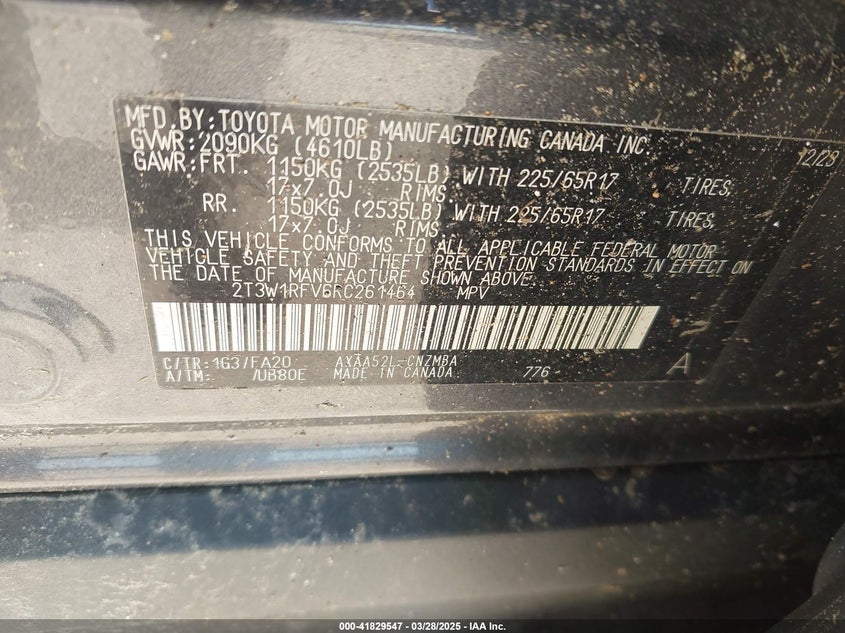 MFD.BY:TOYOTA MOTOR MANUFACTURING CANADA INC.
12/23
GVWR:2090KG (4610LB)
GAWR:FRT. 1150KG (2535LB) WITH 225/65R17 TIRES,
17x7.0J RIMS,
RR. 1150KG (2535LB) WITH 225/65R17 TIRES,
17x7.0J RIMS,
THIS VEHICLE CONFORMS TO ALL APPLICABLE FEDERAL MOTOR
VEHICLE SAFETY AND THEFT PREVENTION STANDARDS IN EFFECT ON
THE DATE OF MANUFACTURE SHOWN ABOVE.
2T3W1RFV6RC261464 MPV
C/TR:1G3/FA20 AXAA52L-CNZMBA
A/TM: /UB80E MADE IN CANADA 776 A
000-41829547 | 03/28/2025 - IAA Inc.